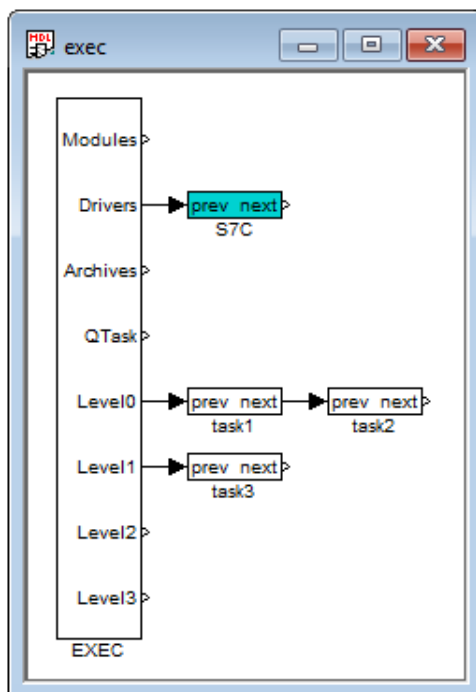 MDL
exec
Modules
Drivers prev next
S7C
Archives
QTask
Level0 prev next prev next
task1 task2
Level1 prev next
task3
Level2
Level3
EXEC